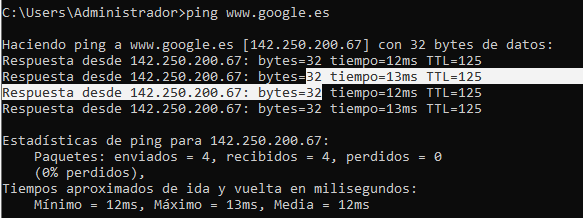 C:\Users\Administrador>ping www.google.es
Haciendo ping a www.google.es [142.250.200.67] con 32 bytes de datos:
Respuesta desde 142.250.200.67: bytes=32 tiempo=12ms TTL=125
Respuesta desde 142.250.200.67: bytes=32 tiempo=13ms TTL=125
Respuesta desde 142.250.200.67: bytes=32 tiempo=12ms TTL=125
Respuesta desde 142.250.200.67: bytes=32 tiempo=13ms TTL=125
Estadísticas de ping para 142.250.200.67:
Paquetes: enviados = 4, recibidos = 4, perdidos = 0
(0% perdidos),
Tiempos aproximados de ida y vuelta en milisegundos:
Mínimo = 12ms, Máximo = 13ms, Media = 12ms